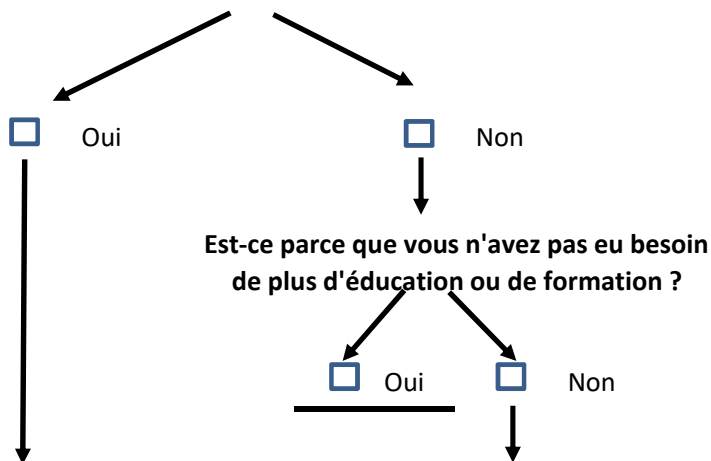 Oui
Non
Est-ce parce que vous n'avez pas eu besoin
de plus d'éducation ou de formation ?
Oui
Non